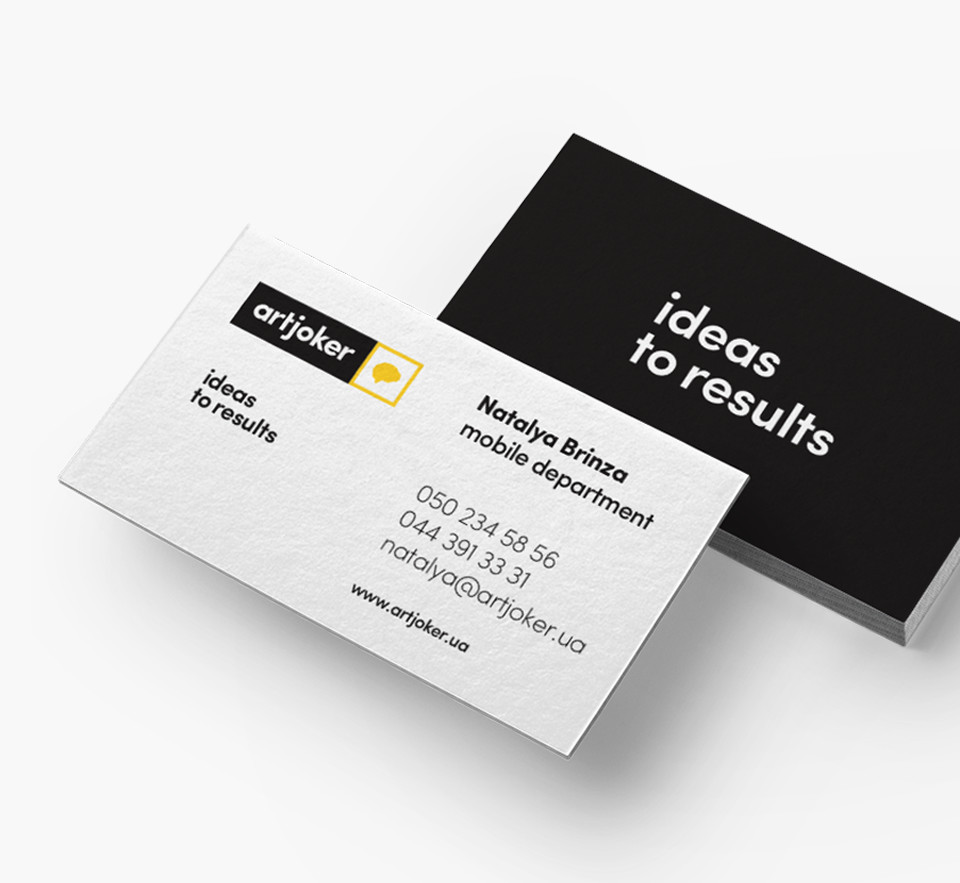 artjoker
ideas
to results
Natalya Brinza
mobile department
050 234 58 56
044 391 33 31
natalya@artjoker.ua
www.artjoker.ua
ideas
to results